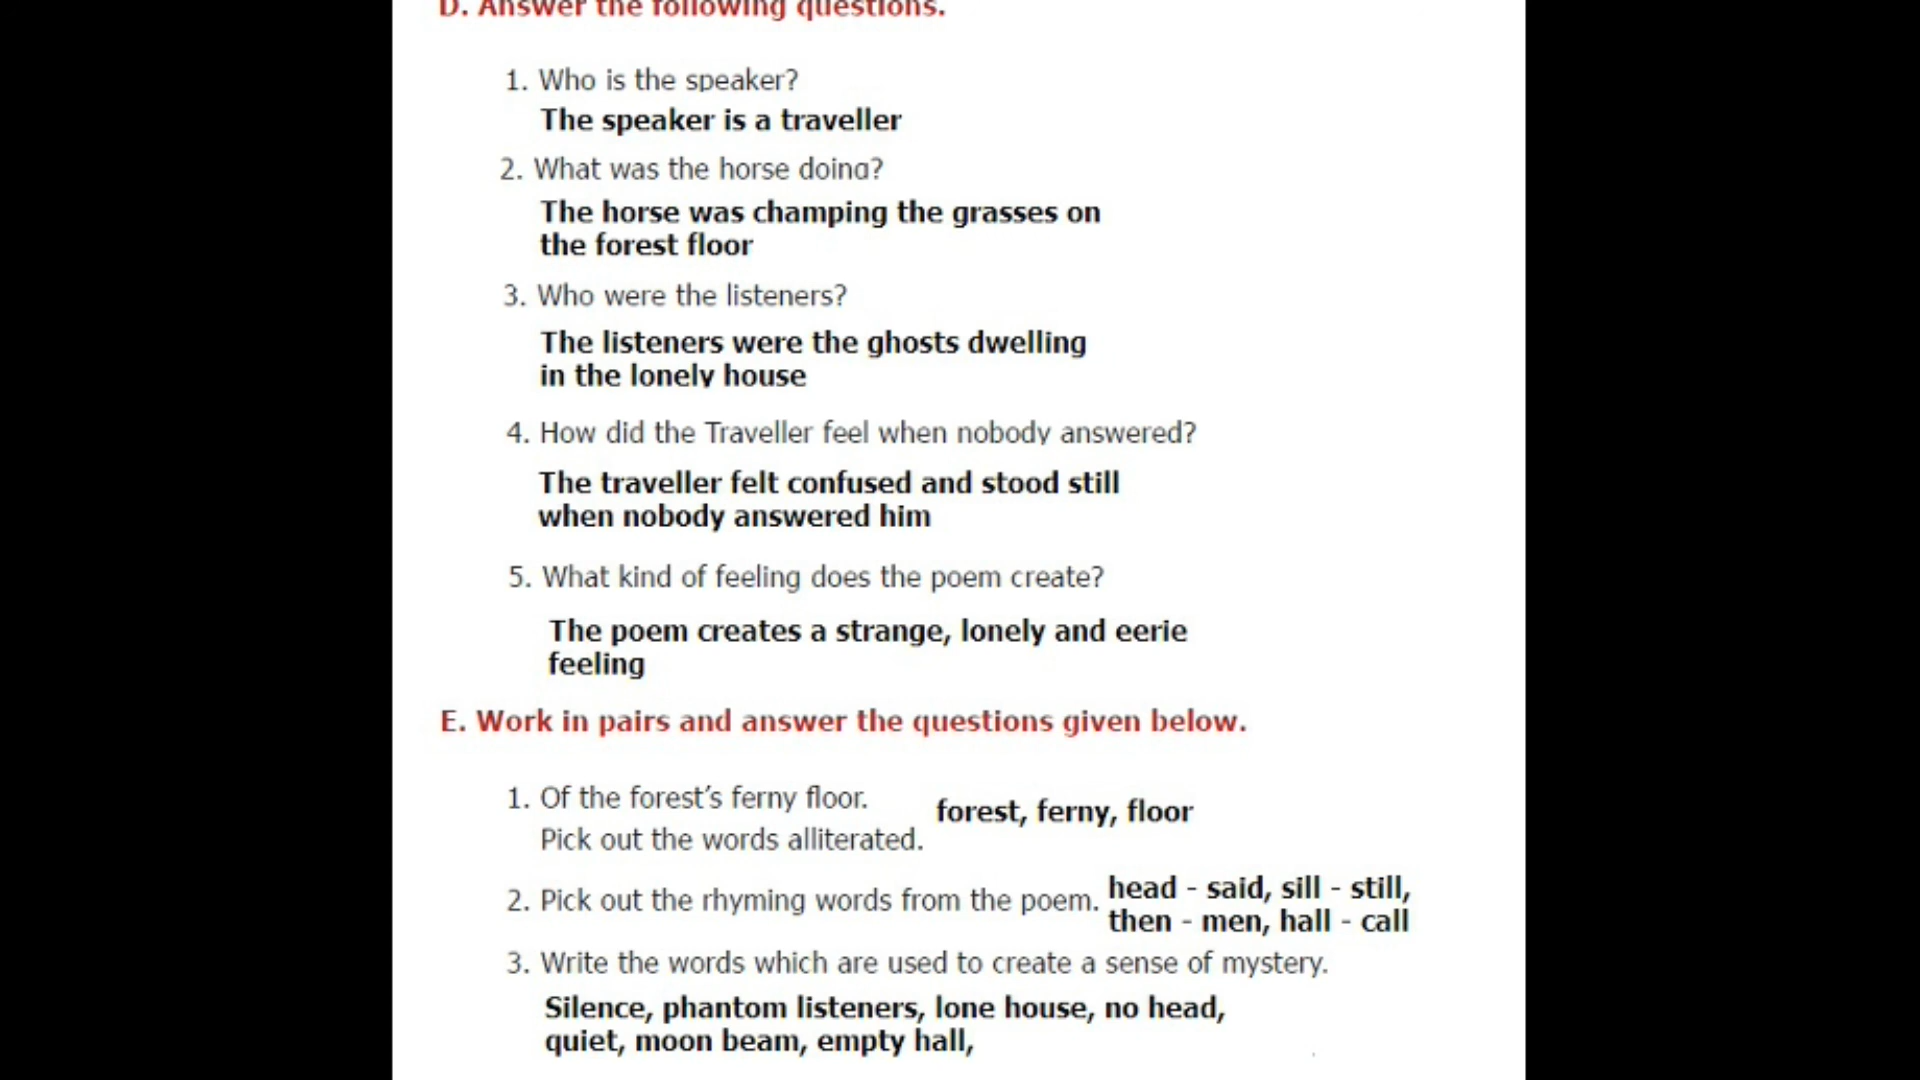 D. Answer the following questions.
1. Who is the speaker?
The speaker is a traveller
2. What was the horse doing?
The horse was champing the grasses on
the forest floor
3. Who were the listeners?
The listeners were the ghosts dwelling
in the lonely house
4. How did the Traveller feel when nobody answered?
The traveller felt confused and stood still
when nobody answered him
5. What kind of feeling does the poem create?
The poem creates a strange, lonely and eerie
feeling
E. Work in pairs and answer the questions given below.
1. Of the forest’s ferny floor.
forest, ferny, floor
Pick out the words alliterated.
2. Pick out the rhyming words from the poem.
head - said, sill - still,
then - men, hall - call
3. Write the words which are used to create a sense of mystery.
Silence, phantom listeners, lone house, no head,
quiet, moon beam, empty hall,